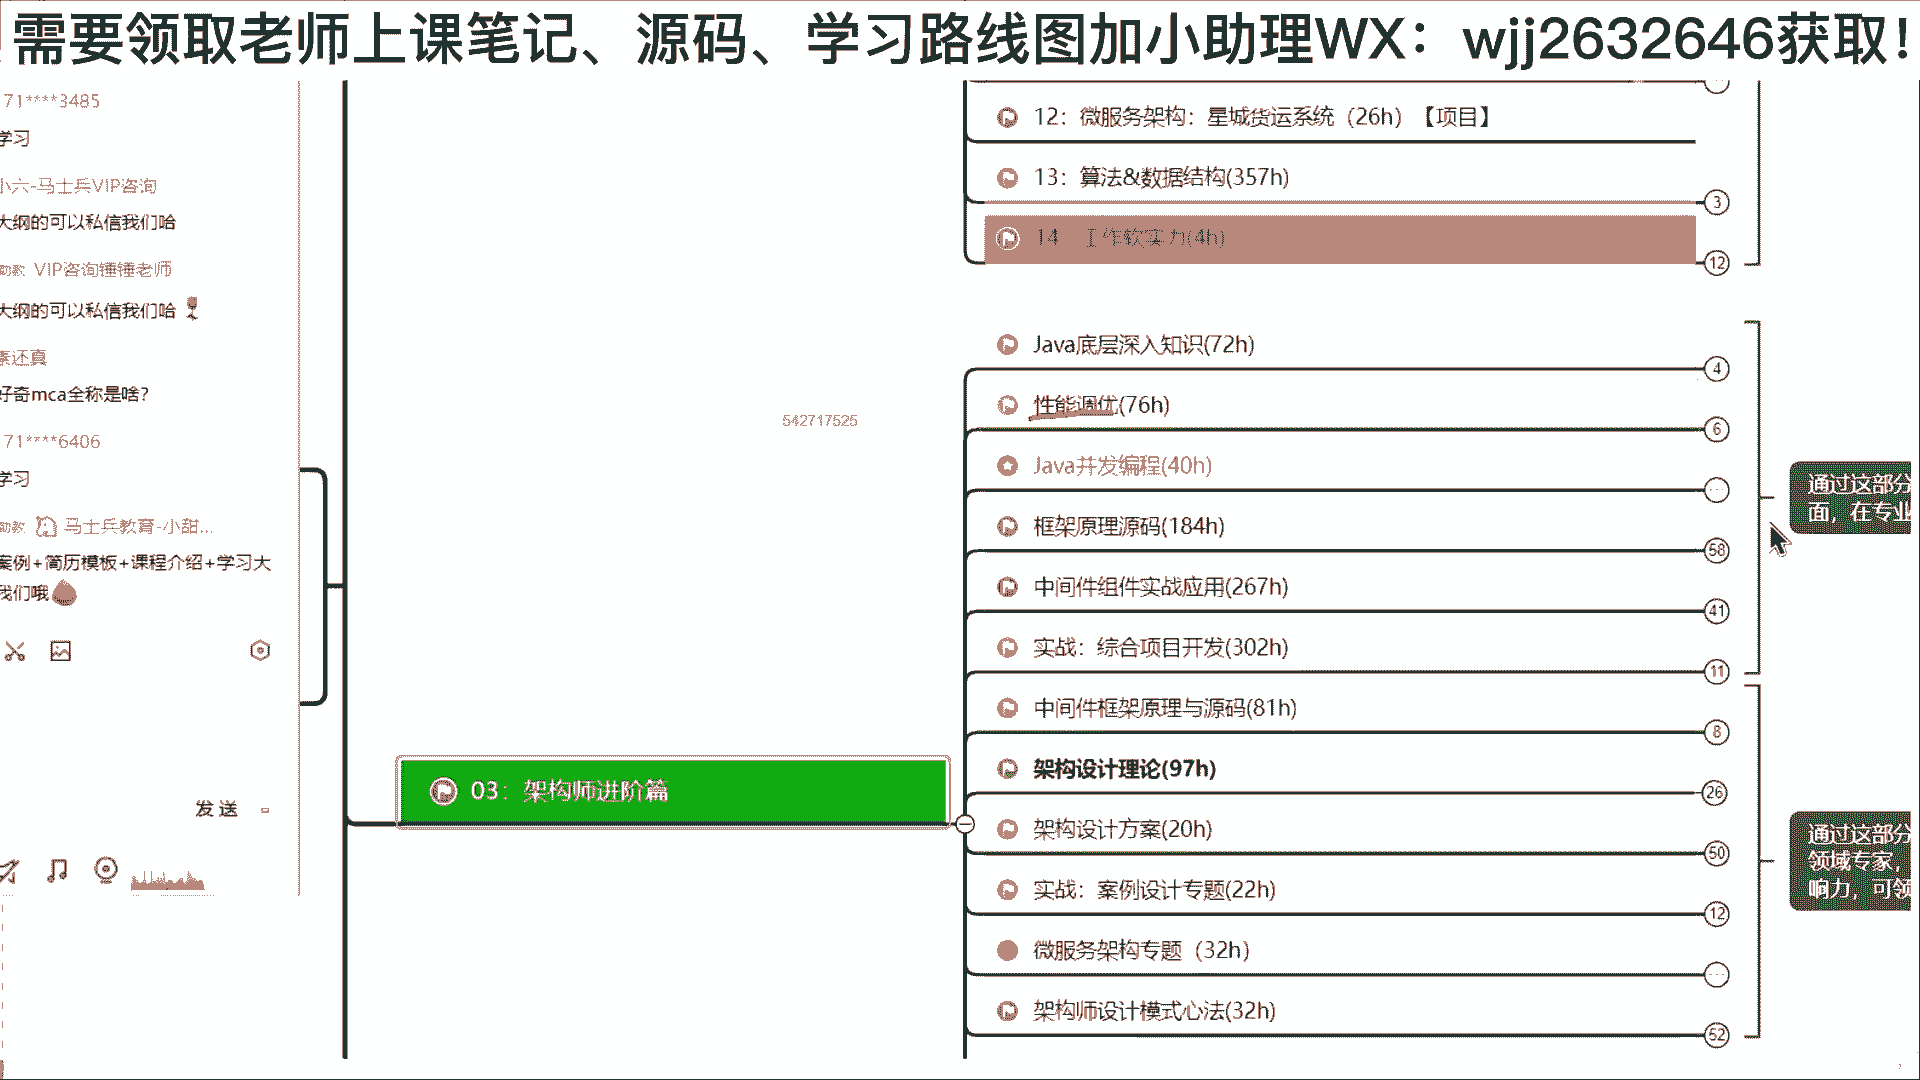 需要领取老师上课笔记、源码、学习路线图加小助理WX：wjj2632646获取！
71****3485
学习
小六-马士兵VIP咨询
大纲的可以私信我们哈
助教 VIP咨询锤锤老师
大纲的可以私信我们哈
素还真
好奇mca全称是啥？
71****6406
学习
助教 马士兵教育-小甜...
案例+简历模板+课程介绍+学习大
我们哦
发送
542717525
03：架构师进阶篇
12：微服务架构：星城货运系统（26h）【项目】
13：算法&数据结构(357h)
3
14 工作软实力(4h)
12
Java底层深入知识(72h)
4
性能调优(76h)
6
Java并发编程(40h)
框架原理源码(184h)
58
中间件组件实战应用(267h)
41
实战：综合项目开发(302h)
11
中间件框架原理与源码(81h)
8
架构设计理论(97h)
26
架构设计方案(20h)
50
实战：案例设计专题(22h)
12
微服务架构专题（32h）
架构师设计模式心法(32h)
52
通过这部分
面，在专业
通过这部分
领域专家，
响力，可领